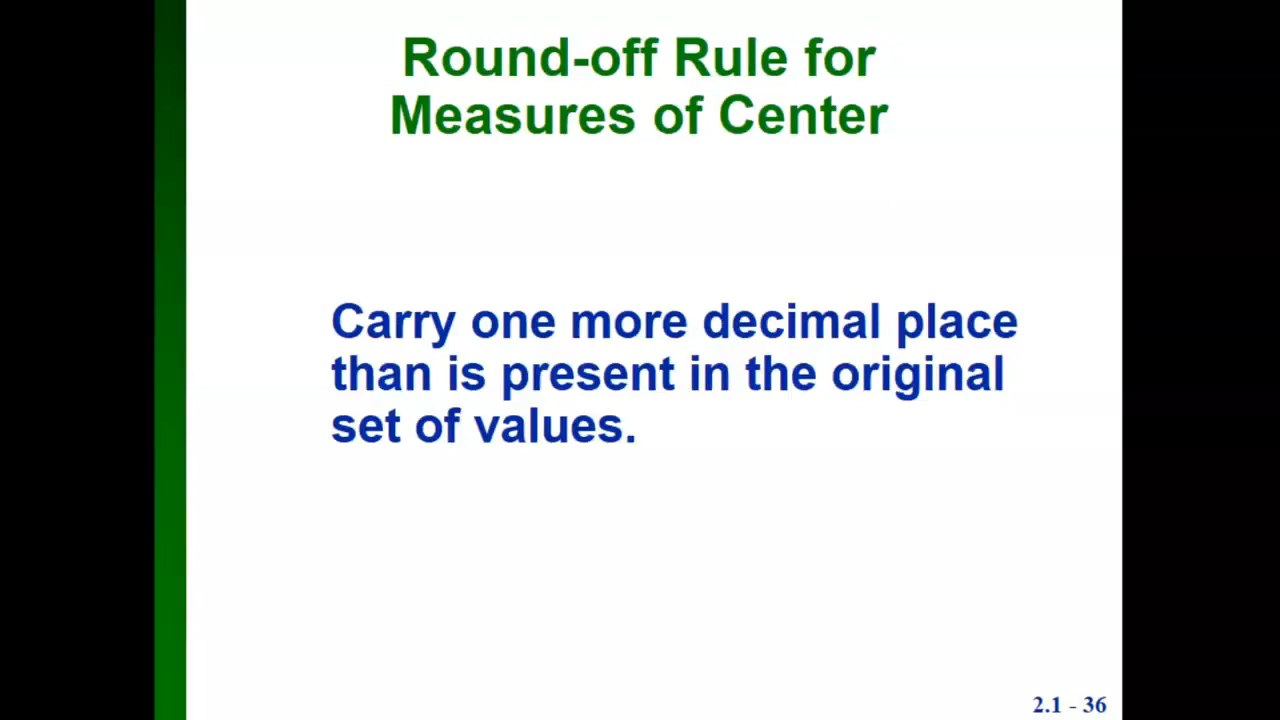 Round-off Rule for
Measures of Center
Carry one more decimal place
than is present in the original
set of values.
2.1 - 36